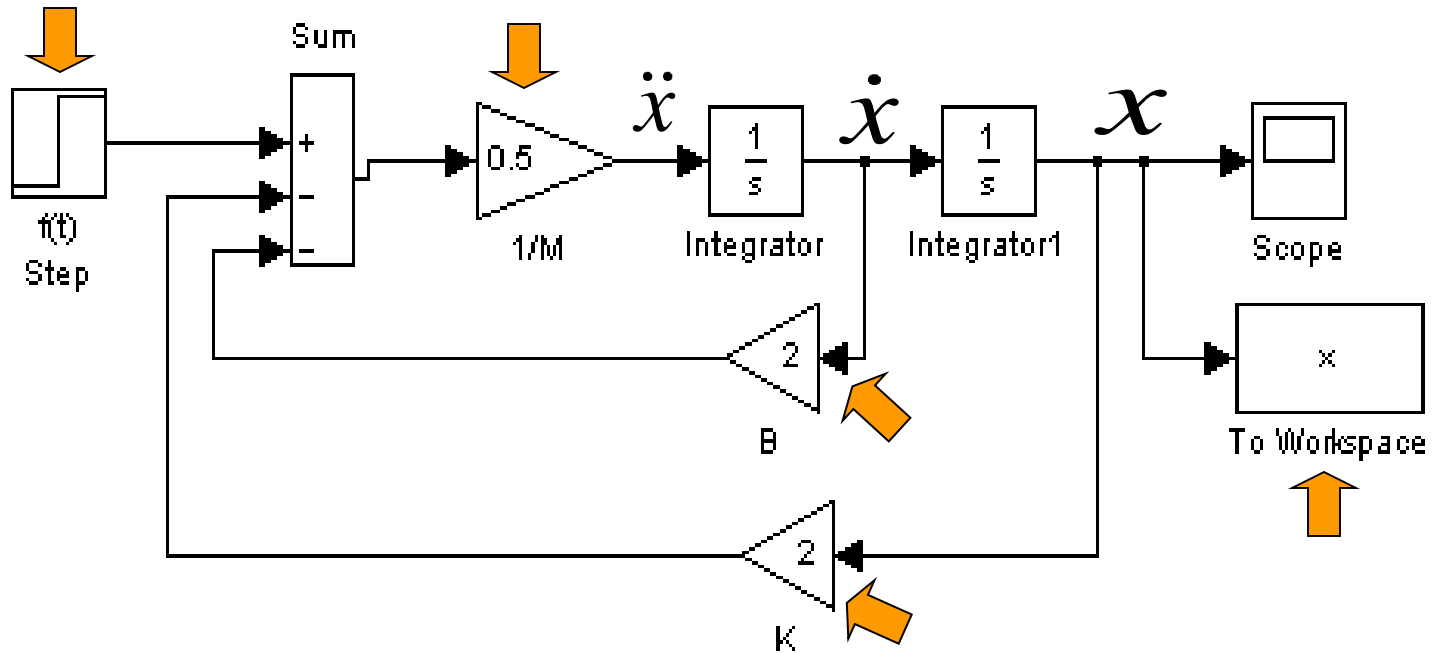 Sum
ẍ
ẋ
x
+
−
−
0.5
1
s
1
s
f(t)
Step
1/M
Integrator
Integrator1
Scope
2
B
x
To Workspace
2
K